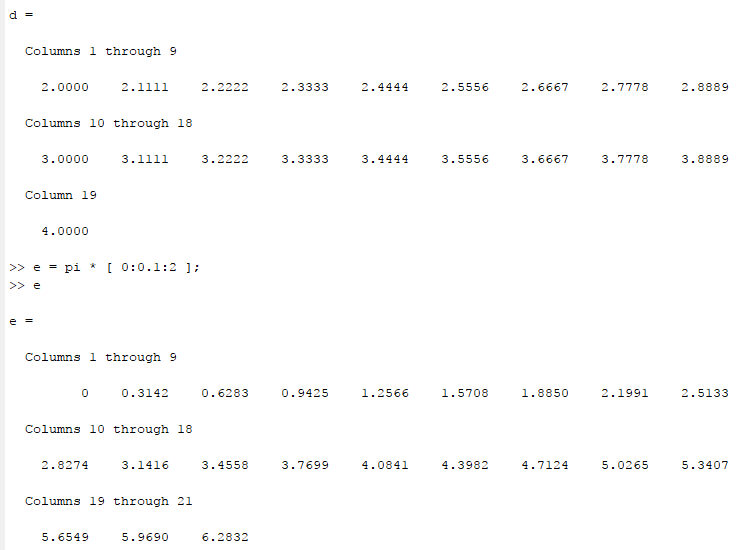 d =
Columns 1 through 9
2.0000 2.1111 2.2222 2.3333 2.4444 2.5556 2.6667 2.7778 2.8889
Columns 10 through 18
3.0000 3.1111 3.2222 3.3333 3.4444 3.5556 3.6667 3.7778 3.8889
Column 19
4.0000
>> e = pi * [ 0:0.1:2 ];
>> e
e =
Columns 1 through 9
0 0.3142 0.6283 0.9425 1.2566 1.5708 1.8850 2.1991 2.5133
Columns 10 through 18
2.8274 3.1416 3.4558 3.7699 4.0841 4.3982 4.7124 5.0265 5.3407
Columns 19 through 21
5.6549 5.9690 6.2832